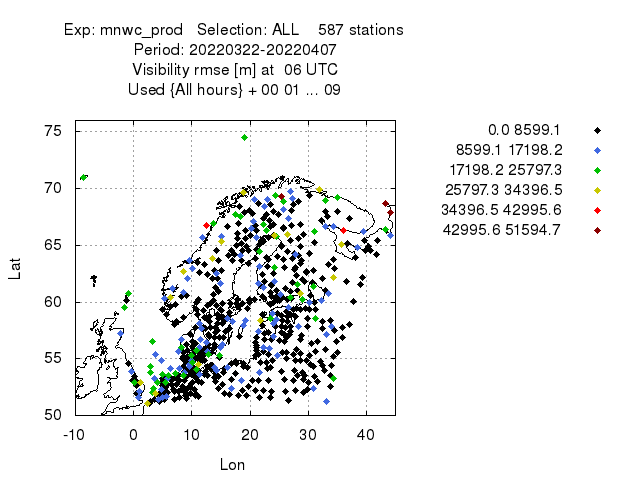 Exp: mnwc_prod Selection: ALL 587 stations
Period: 20220322-20220407
Visibility rmse [m] at 06 UTC
Used {All hours} + 00 01 ... 09
0.0 8599.1
8599.1 17198.2
17198.2 25797.3
25797.3 34396.5
34396.5 42995.6
42995.6 51594.7
75
70
65
60
55
50
Lat
-10 0 10 20 30 40
Lon